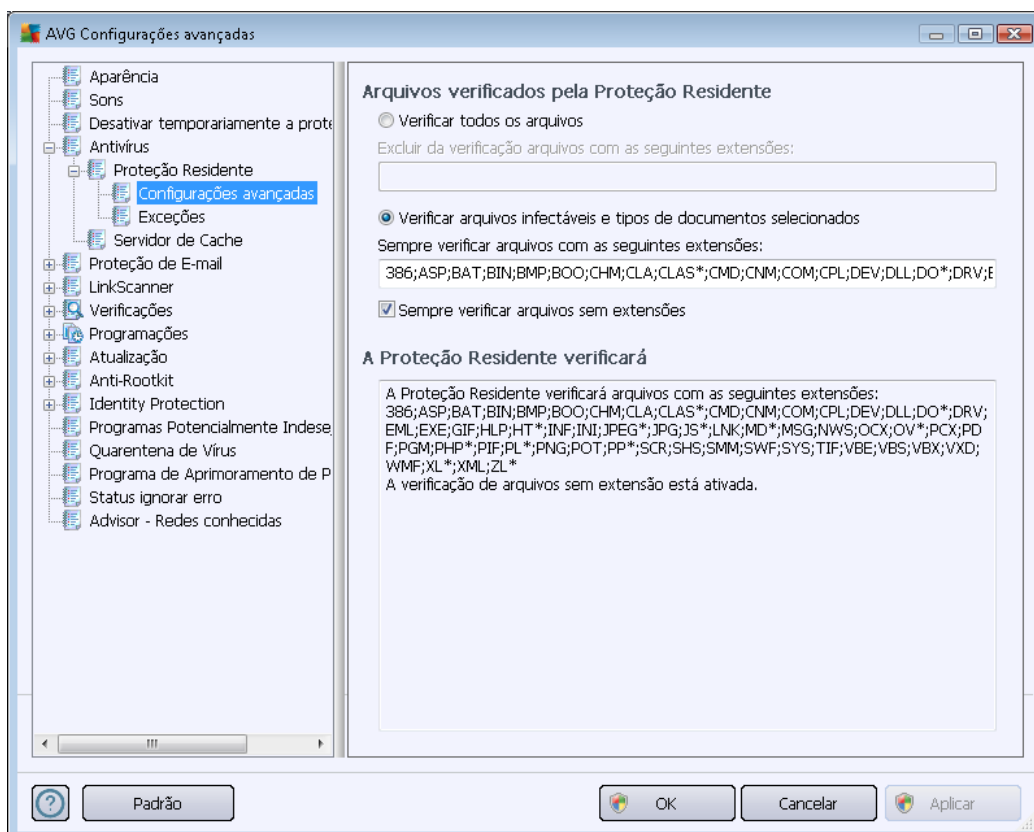 AVG Configurações avançadas
Aparência
Sons
Desativar temporariamente a prote
Antivírus
Proteção Residente
Configurações avançadas
Exceções
Servidor de Cache
Proteção de E-mail
LinkScanner
Verificações
Programações
Atualização
Anti-Rootkit
Identity Protection
Programas Potencialmente Indese
Quarentena de Vírus
Programa de Aprimoramento de P
Status ignorar erro
Advisor - Redes conhecidas
Arquivos verificados pela Proteção Residente
Verificar todos os arquivos
Excluir da verificação arquivos com as seguintes extensões:
Verificar arquivos infectáveis e tipos de documentos selecionados
Sempre verificar arquivos com as seguintes extensões:
386;ASP;BAT;BIN;BMP;BOO;CHM;CLA;CLAS*;CMD;CNM;COM;CPL;DEV;DLL;DO*;DRV;E
Sempre verificar arquivos sem extensões
A Proteção Residente verificará
A Proteção Residente verificará arquivos com as seguintes extensões:
386;ASP;BAT;BIN;BMP;BOO;CHM;CLA;CLAS*;CMD;CNM;COM;CPL;DEV;DLL;DO*;DRV;
EML;EXE;GIF;HLP;HT*;INF;INI;JPEG*;JPG;JS*;LNK;MD*;MSG;NWS;OCX;OV*;PCX;PD
F;PGM;PHP*;PIF;PL*;PNG;POT;PP*;SCR;SHS;SMM;SWF;SYS;TIF;VBE;VBS;VBX;VXD;
WMF;XL*;XML;ZL*
A verificação de arquivos sem extensão está ativada.
Padrão
OK
Cancelar
Aplicar